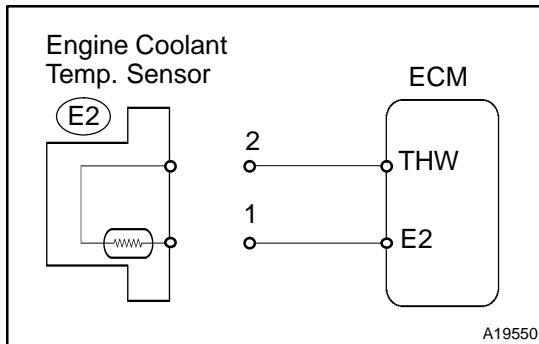 Engine Coolant
Temp. Sensor
ECM
E2
2
THW
1
E2
A19550